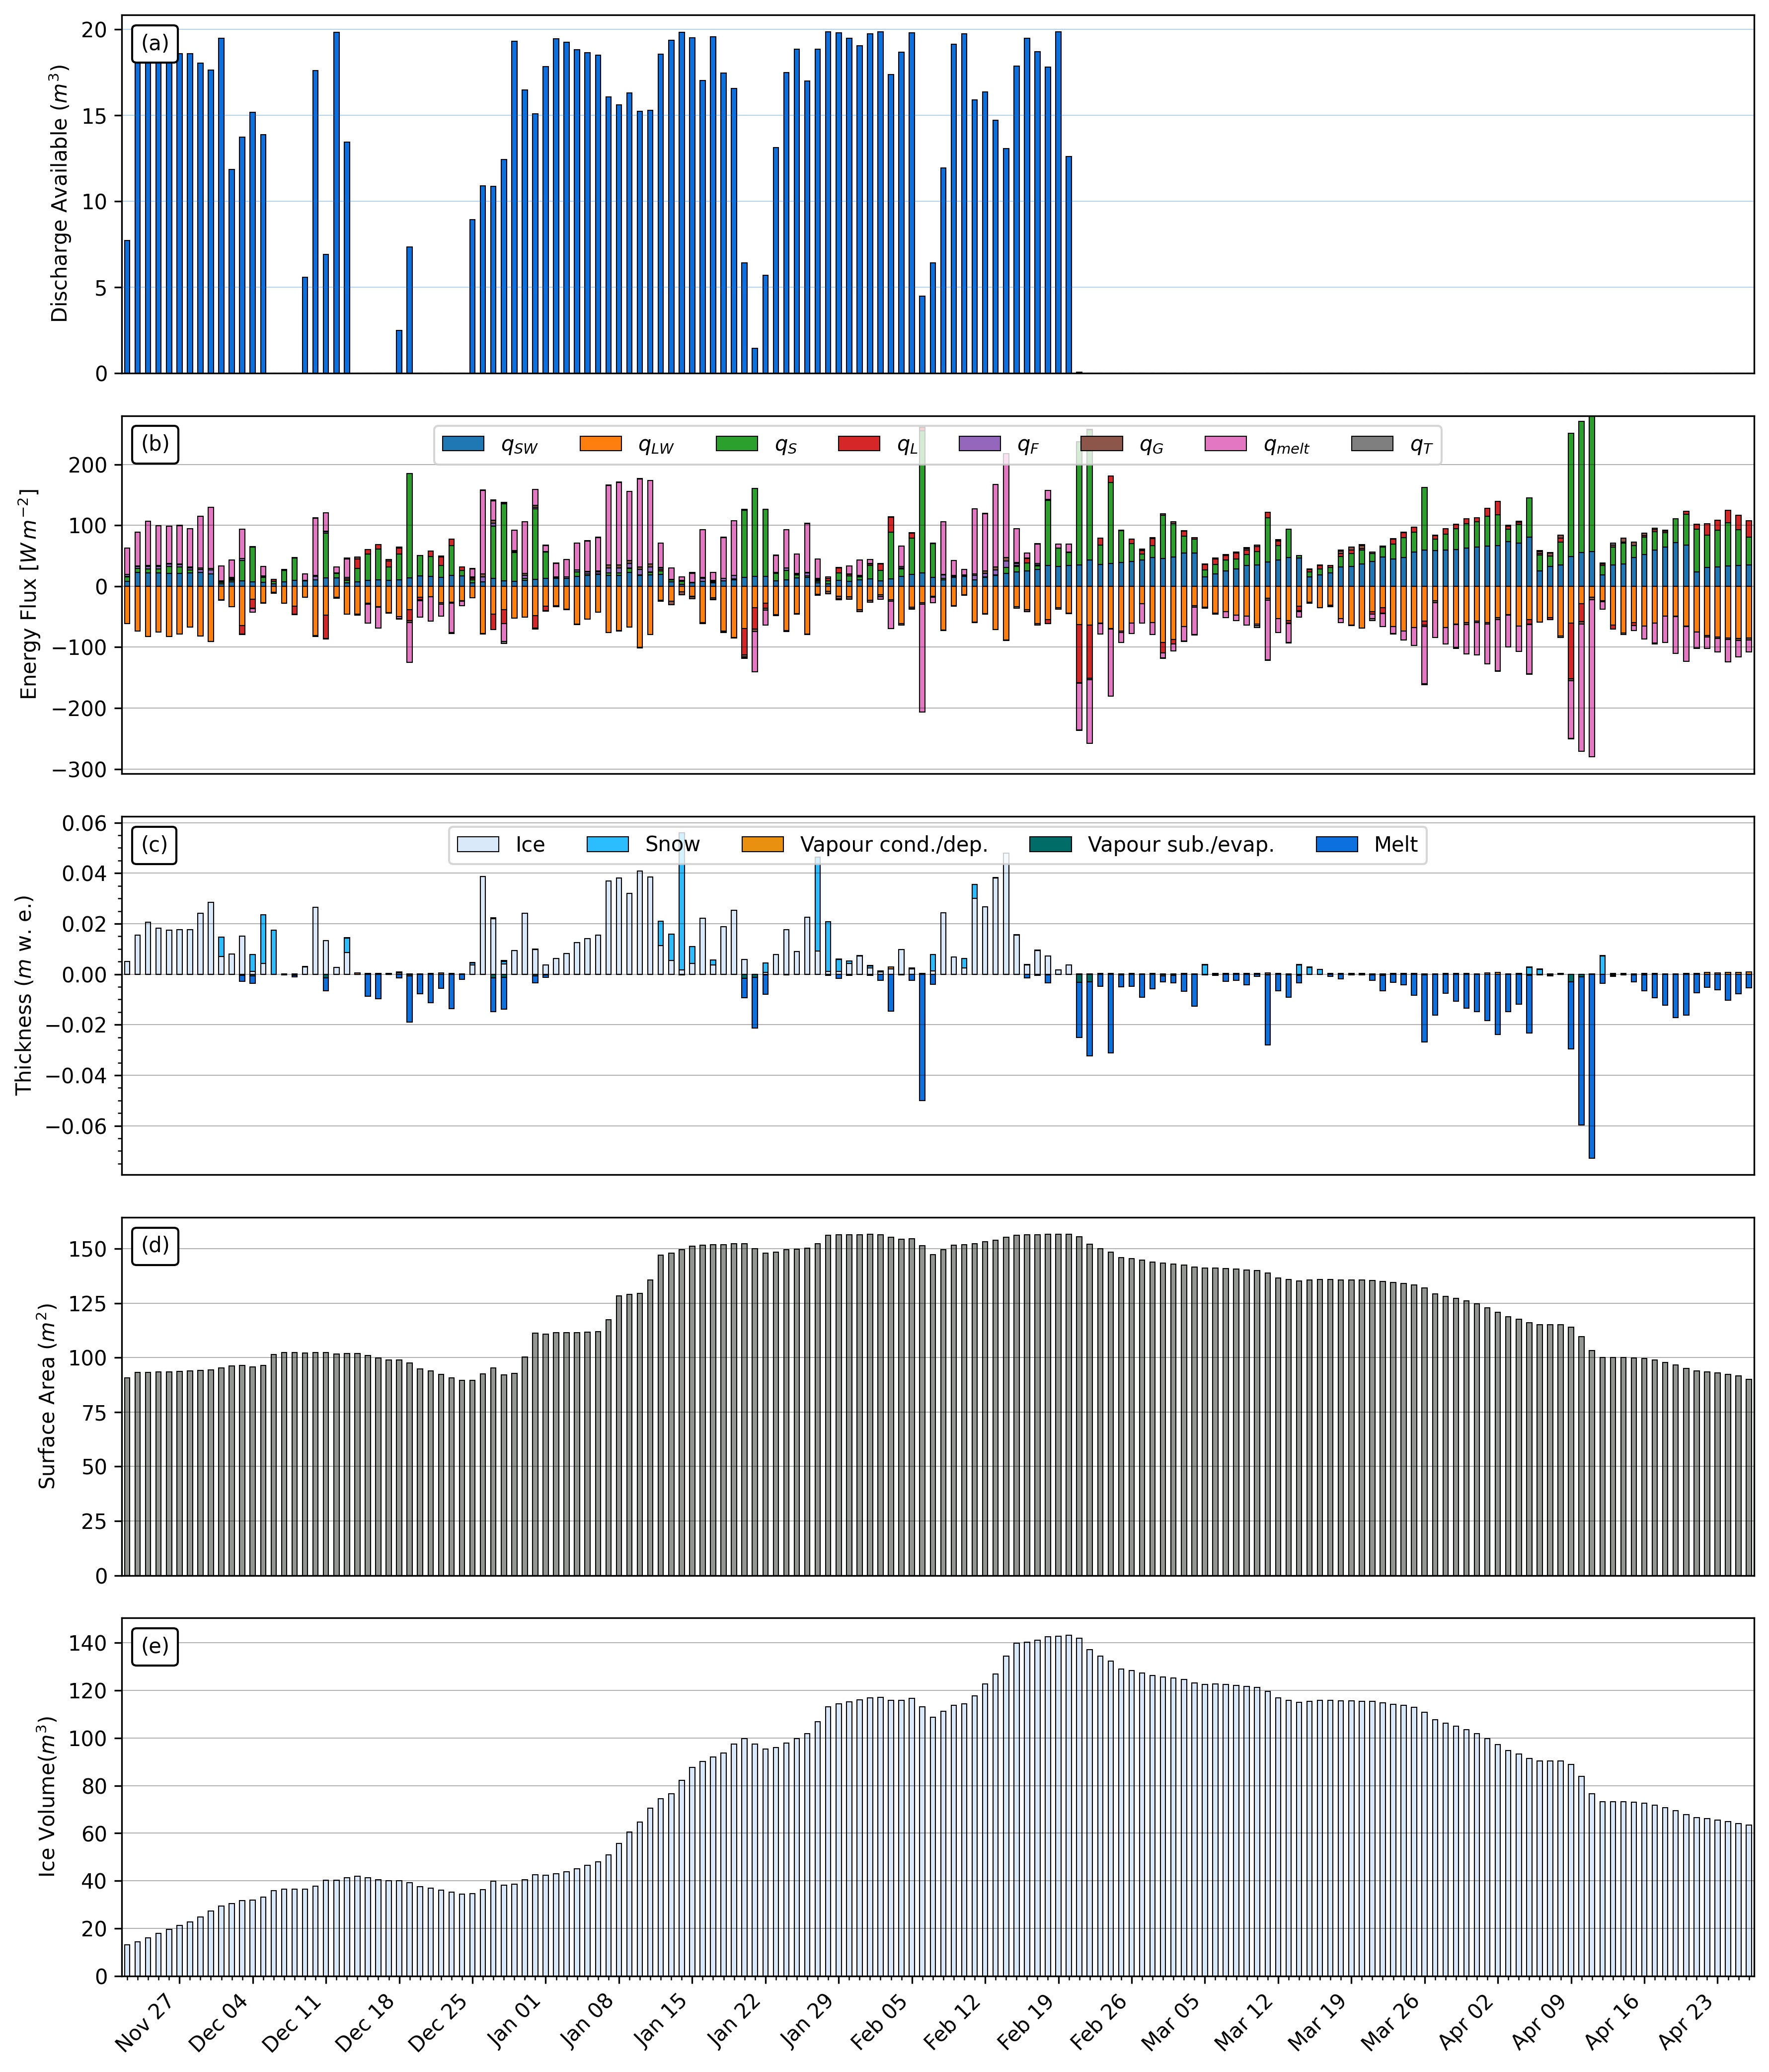 (a)
Discharge Available (m³)
20
15
10
5
0
(b)
q_SW q_LW q_S q_L q_F q_G q_melt q_T
Energy Flux [W m⁻²]
200
100
0
−100
−200
−300
(c)
Ice Snow Vapour cond./dep. Vapour sub./evap. Melt
Thickness (m w. e.)
0.06
0.04
0.02
0.00
−0.02
−0.04
−0.06
(d)
Surface Area (m²)
150
125
100
75
50
25
0
(e)
Ice Volume(m³)
140
120
100
80
60
40
20
0
Nov 27 Dec 04 Dec 11 Dec 18 Dec 25 Jan 01 Jan 08 Jan 15 Jan 22 Jan 29 Feb 05 Feb 12 Feb 19 Feb 26 Mar 05 Mar 12 Mar 19 Mar 26 Apr 02 Apr 09 Apr 16 Apr 23